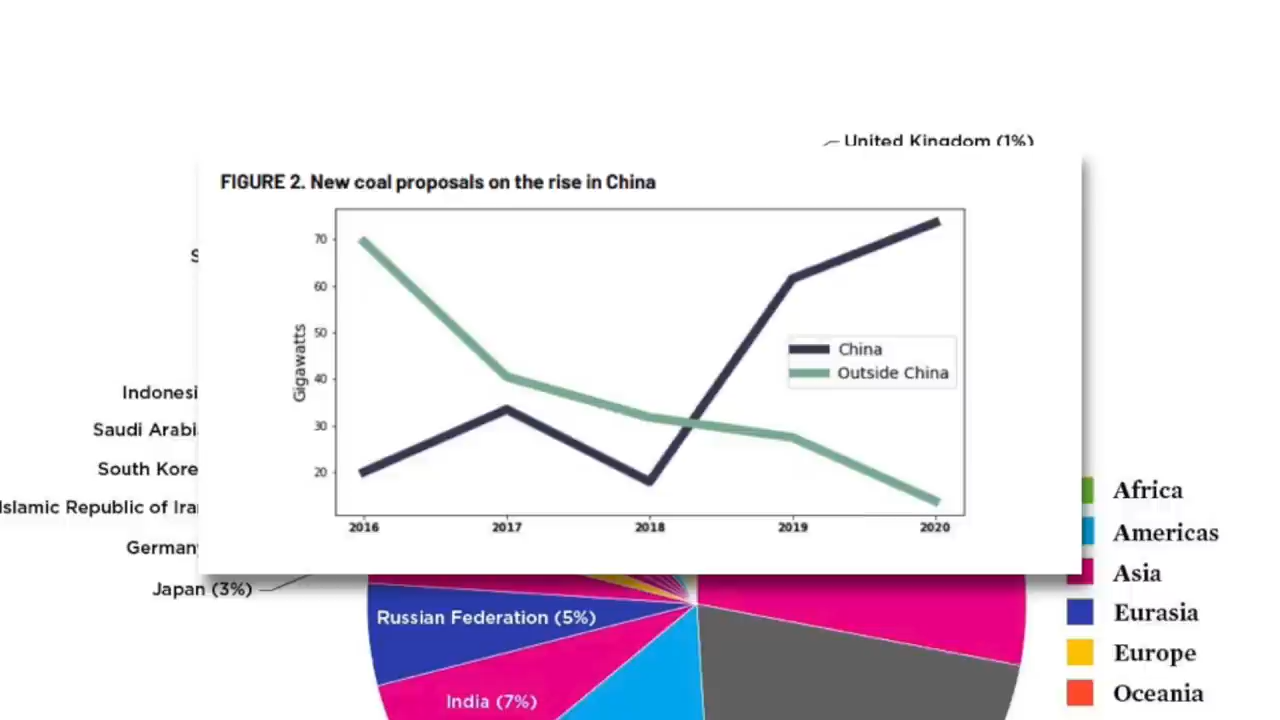 United Kingdom (1%)
FIGURE 2. New coal proposals on the rise in China
70
60
50
40
30
20
Gigawatts
China
Outside China
2016
2017
2018
2019
2020
S
Indonesi
Saudi Arabi
South Kore
Islamic Republic of Ira
German
Japan (3%)
Russian Federation (5%)
India (7%)
Africa
Americas
Asia
Eurasia
Europe
Oceania